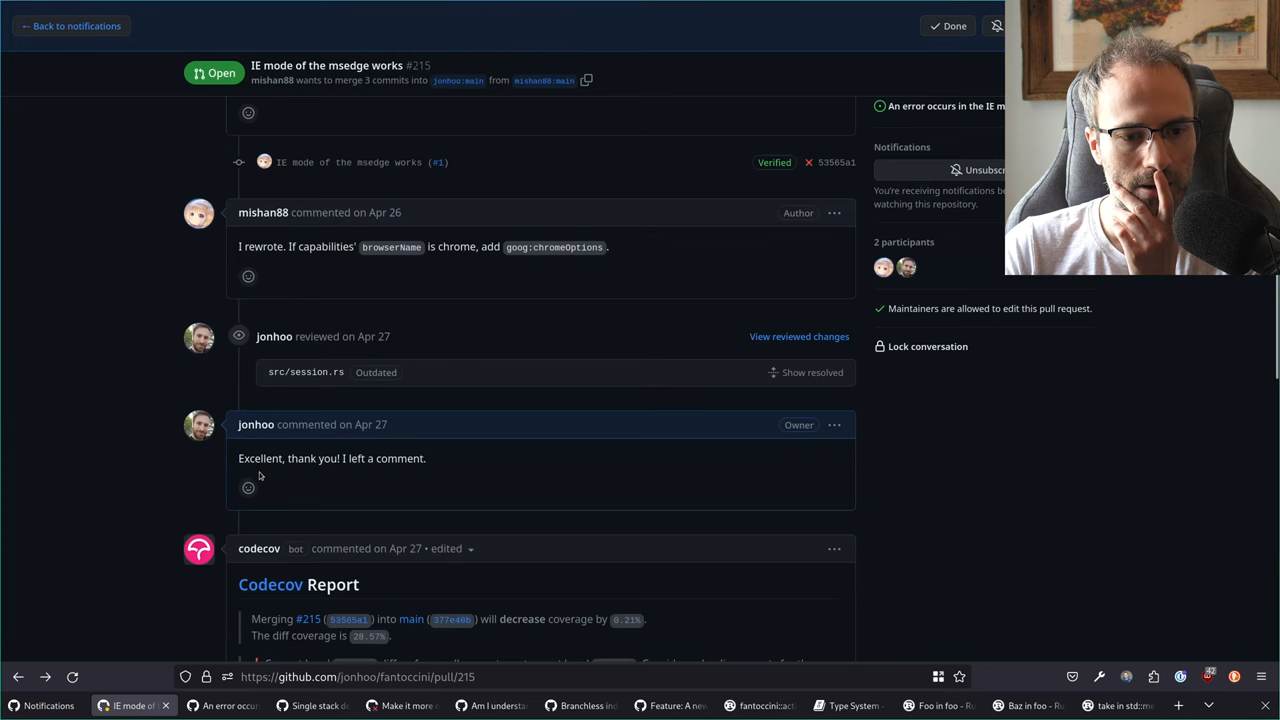 ← Back to notifications
Done
Open
IE mode of the msedge works #215
mishan88 wants to merge 3 commits into jonhoo:main from mishan88:main
An error occurs in the IE m
IE mode of the msedge works (#1)
Verified
53565a1
Notifications
Unsubscr
You're receiving notifications be
watching this repository.
mishan88 commented on Apr 26
Author
I rewrote. If capabilities' browserName is chrome, add goog:chromeOptions.
2 participants
Maintainers are allowed to edit this pull request.
Lock conversation
jonhoo reviewed on Apr 27
View reviewed changes
src/session.rs
Outdated
Show resolved
jonhoo commented on Apr 27
Owner
Excellent, thank you! I left a comment.
codecov bot commented on Apr 27 • edited
Codecov Report
Merging #215 (53565a1) into main (377e46b) will decrease coverage by 0.21%.
The diff coverage is 28.57%.
https://github.com/jonhoo/fantoccini/pull/215
42
Notifications
IE mode of
An error occur
Single stack de
Make it more
Am I understa
Branchless ind
Feature: A new
fantoccini::acti
Type System -
Foo in foo - Ru
Baz in foo - Ru
take in std::me